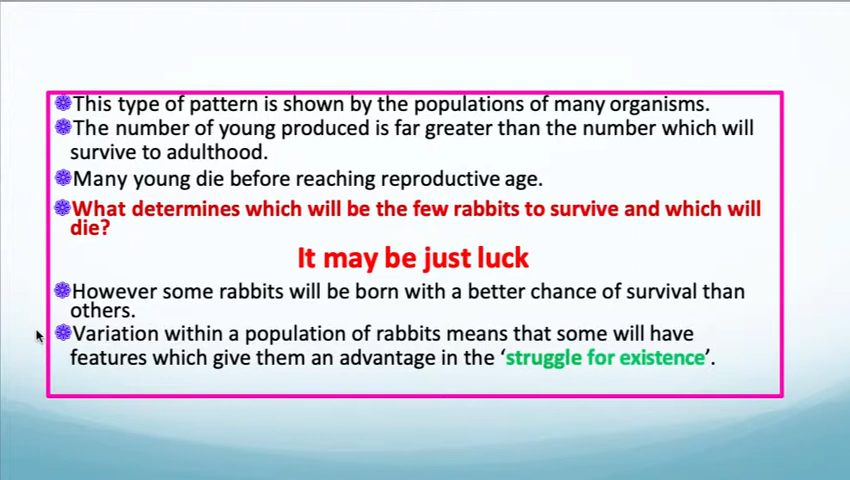 This type of pattern is shown by the populations of many organisms.
The number of young produced is far greater than the number which will
survive to adulthood.
Many young die before reaching reproductive age.
What determines which will be the few rabbits to survive and which will
die?
It may be just luck
However some rabbits will be born with a better chance of survival than
others.
Variation within a population of rabbits means that some will have
features which give them an advantage in the ‘struggle for existence’.